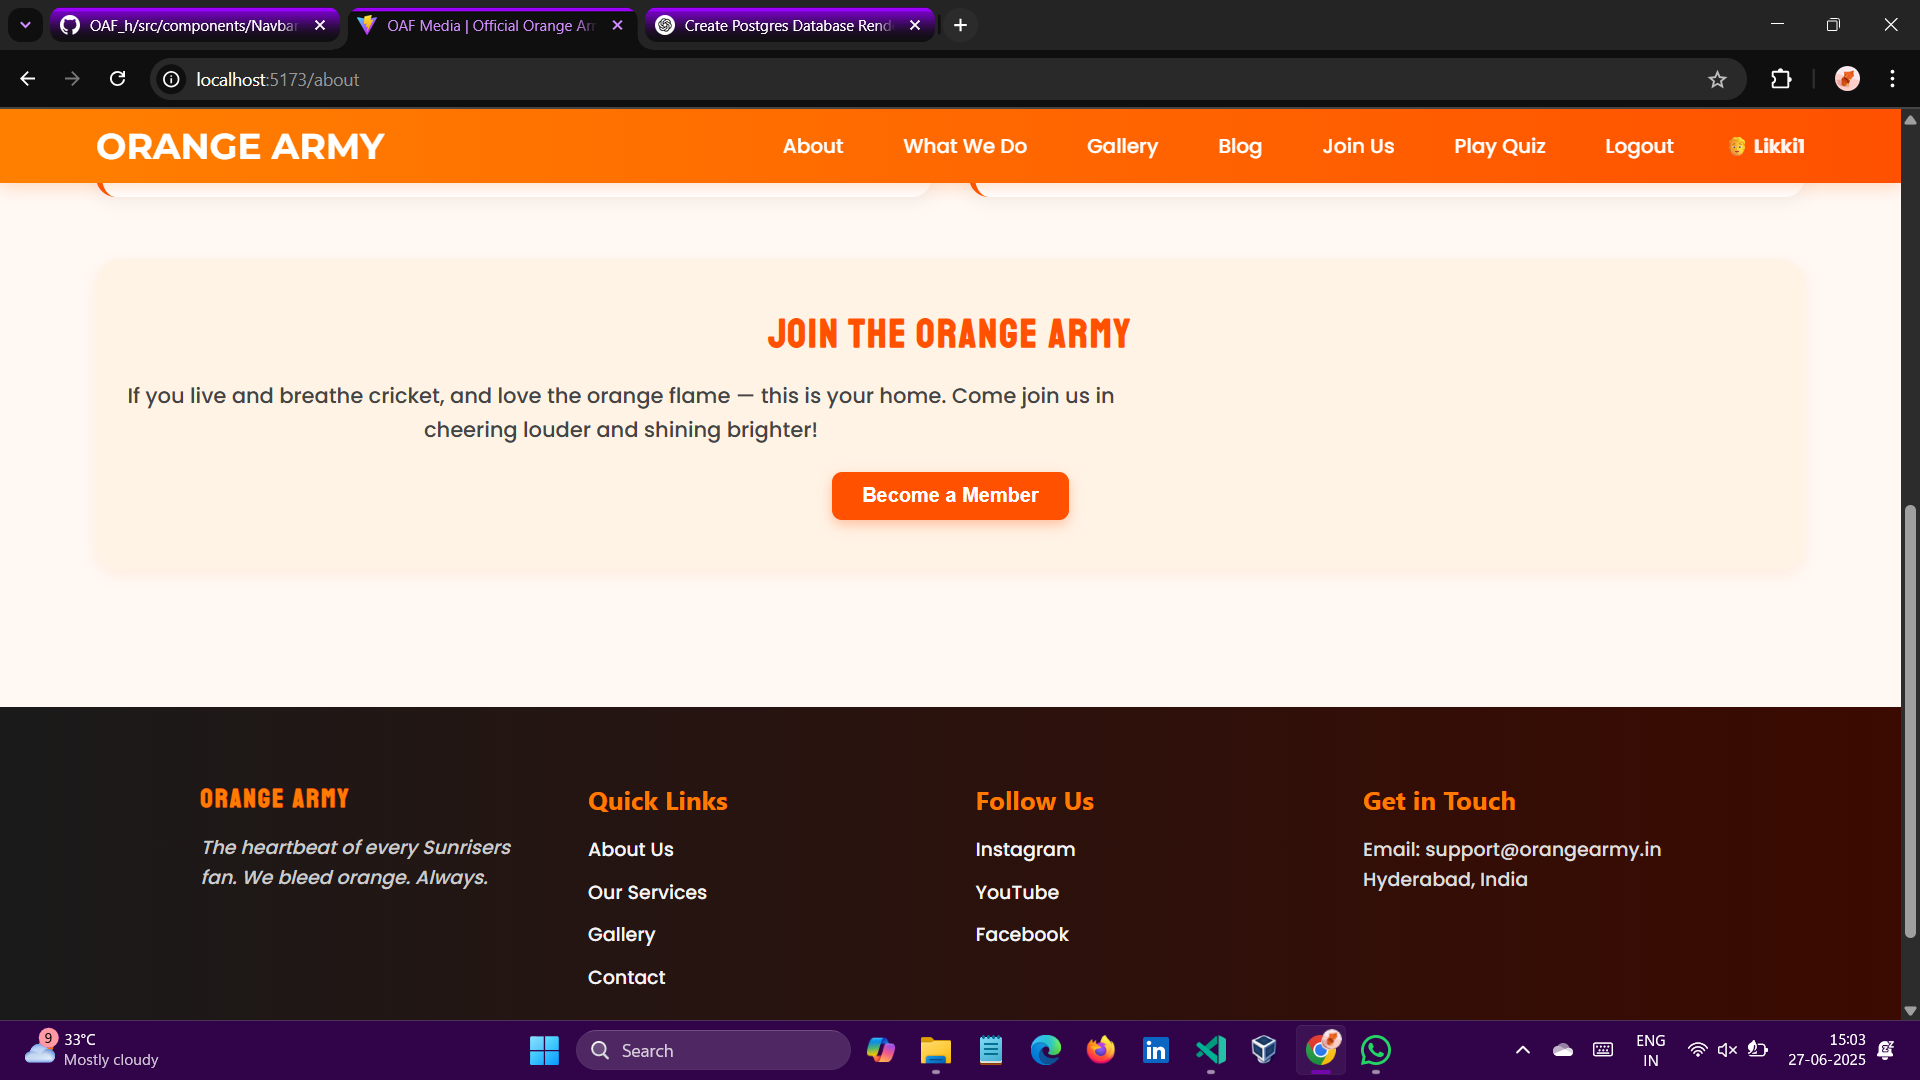 OAF_h/src/components/Navbar
OAF Media | Official Orange Ar
Create Postgres Database Rend
localhost:5173/about
ORANGE ARMY
About
What We Do
Gallery
Blog
Join Us
Play Quiz
Logout
Likki1
JOIN THE ORANGE ARMY
If you live and breathe cricket, and love the orange flame — this is your home. Come join us in
cheering louder and shining brighter!
Become a Member
ORANGE ARMY
The heartbeat of every Sunrisers
fan. We bleed orange. Always.
Quick Links
About Us
Our Services
Gallery
Contact
Follow Us
Instagram
YouTube
Facebook
Get in Touch
Email: support@orangearmy.in
Hyderabad, India
9
33°C
Mostly cloudy
Search
ENG
IN
15:03
27-06-2025